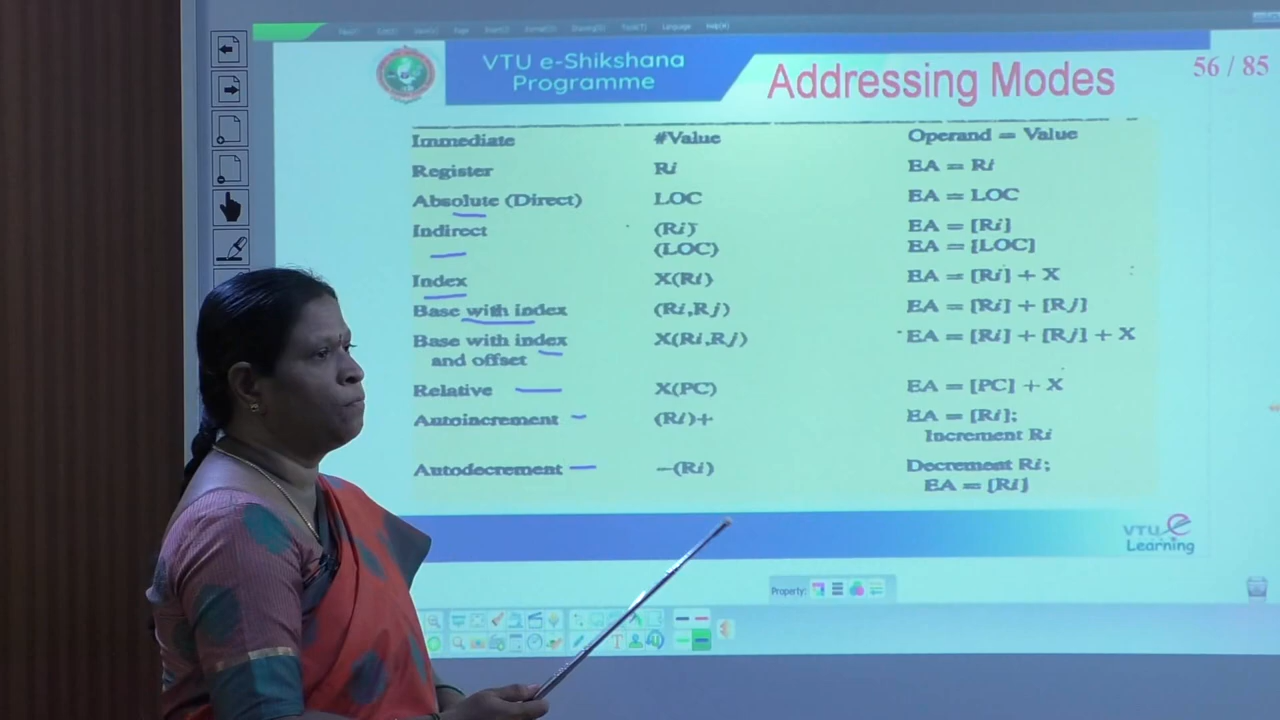 VTU e-Shikshana
Programme
Addressing Modes
56 / 85
Immediate #Value Operand = Value
Register Ri EA = Ri
Absolute (Direct) LOC EA = LOC
Indirect (Ri) EA = [Ri]
(LOC) EA = [LOC]
Index X(Ri) EA = [Ri] + X
Base with index (Ri,Rj) EA = [Ri] + [Rj]
Base with index X(Ri,Rj) EA = [Ri] + [Rj] + X
and offset
Relative X(PC) EA = [PC] + X
Autoincrement (Ri)+ EA = [Ri];
Increment Ri
Autodecrement −(Ri) Decrement Ri;
EA = [Ri]
VTU e
Learning
Property: